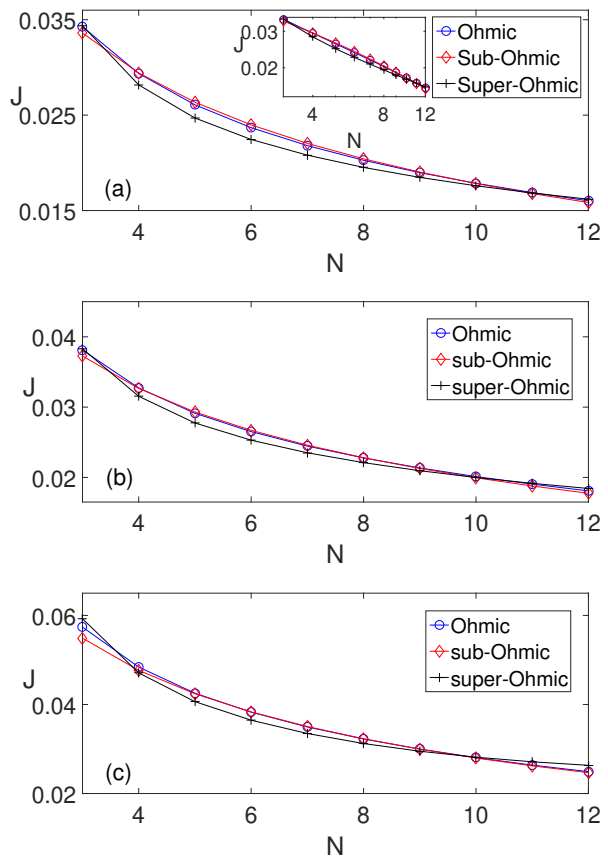 0.035
0.025
0.015
J
(a)
4
6
8
10
12
N
0.03
0.02
J
4
8
12
N
Ohmic
Sub-Ohmic
Super-Ohmic
0.04
0.03
0.02
J
(b)
4
6
8
10
12
N
Ohmic
sub-Ohmic
super-Ohmic
0.06
0.04
0.02
J
(c)
4
6
8
10
12
N
Ohmic
sub-Ohmic
super-Ohmic